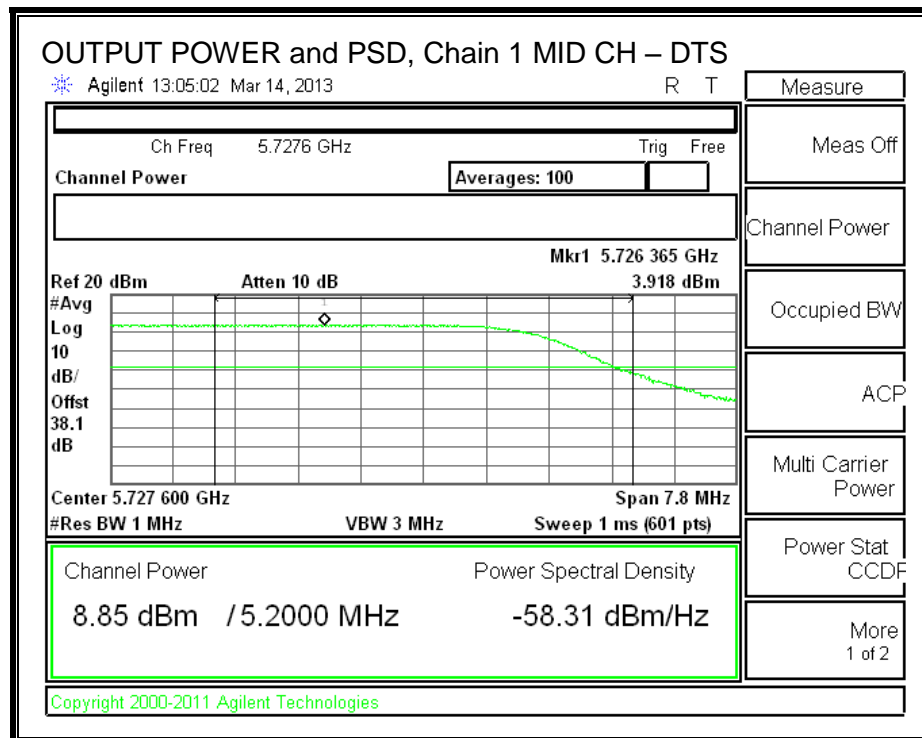 OUTPUT POWER and PSD, Chain 1 MID CH – DTS
Agilent 13:05:02 Mar 14, 2013 R T
Measure
Ch Freq 5.7276 GHz Trig Free
Meas Off
Channel Power Averages: 100
Channel Power
Mkr1 5.726 365 GHz
Ref 20 dBm Atten 10 dB 3.918 dBm
#Avg
1
Log
10
dB/
Offst
38.1
dB
Occupied BW
ACP
Multi Carrier
Power
Center 5.727 600 GHz Span 7.8 MHz
#Res BW 1 MHz VBW 3 MHz Sweep 1 ms (601 pts)
Power Stat
CCDF
Channel Power Power Spectral Density
8.85 dBm / 5.2000 MHz -58.31 dBm/Hz
More
1 of 2
Copyright 2000-2011 Agilent Technologies